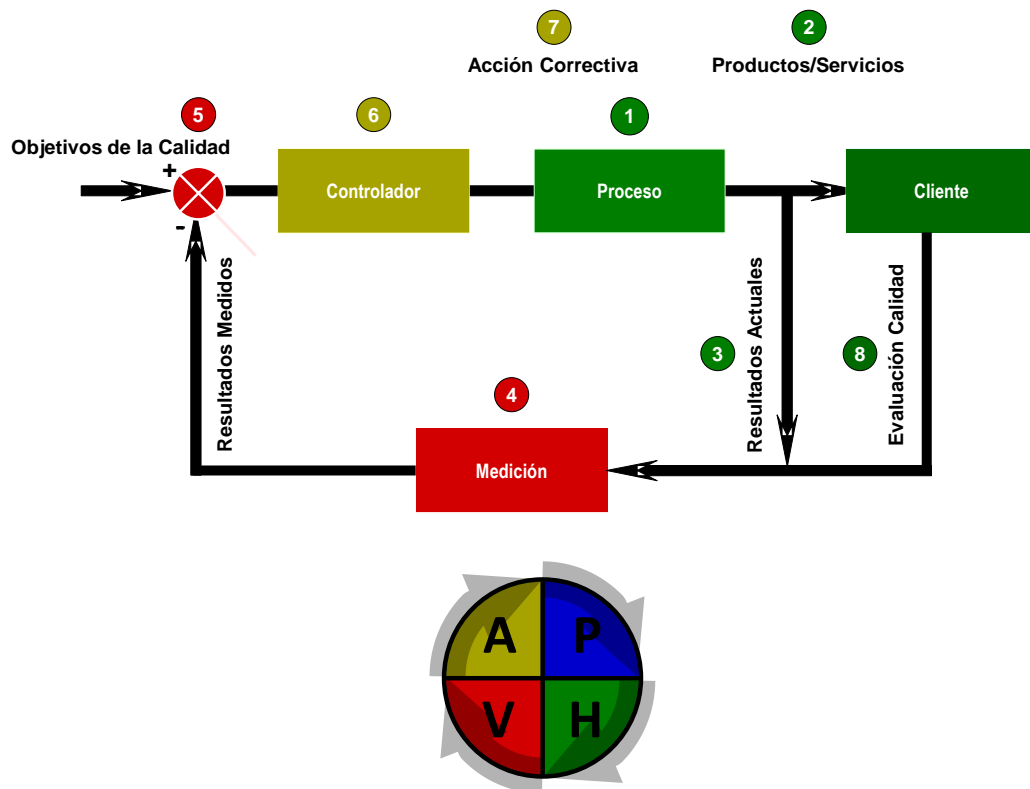 7
2
Acción Correctiva
Productos/Servicios
5
6
1
Objetivos de la Calidad
+
-
Controlador
Proceso
Cliente
Resultados Medidos
Resultados Actuales
Evaluación Calidad
3
8
4
Medición
A
P
V
H